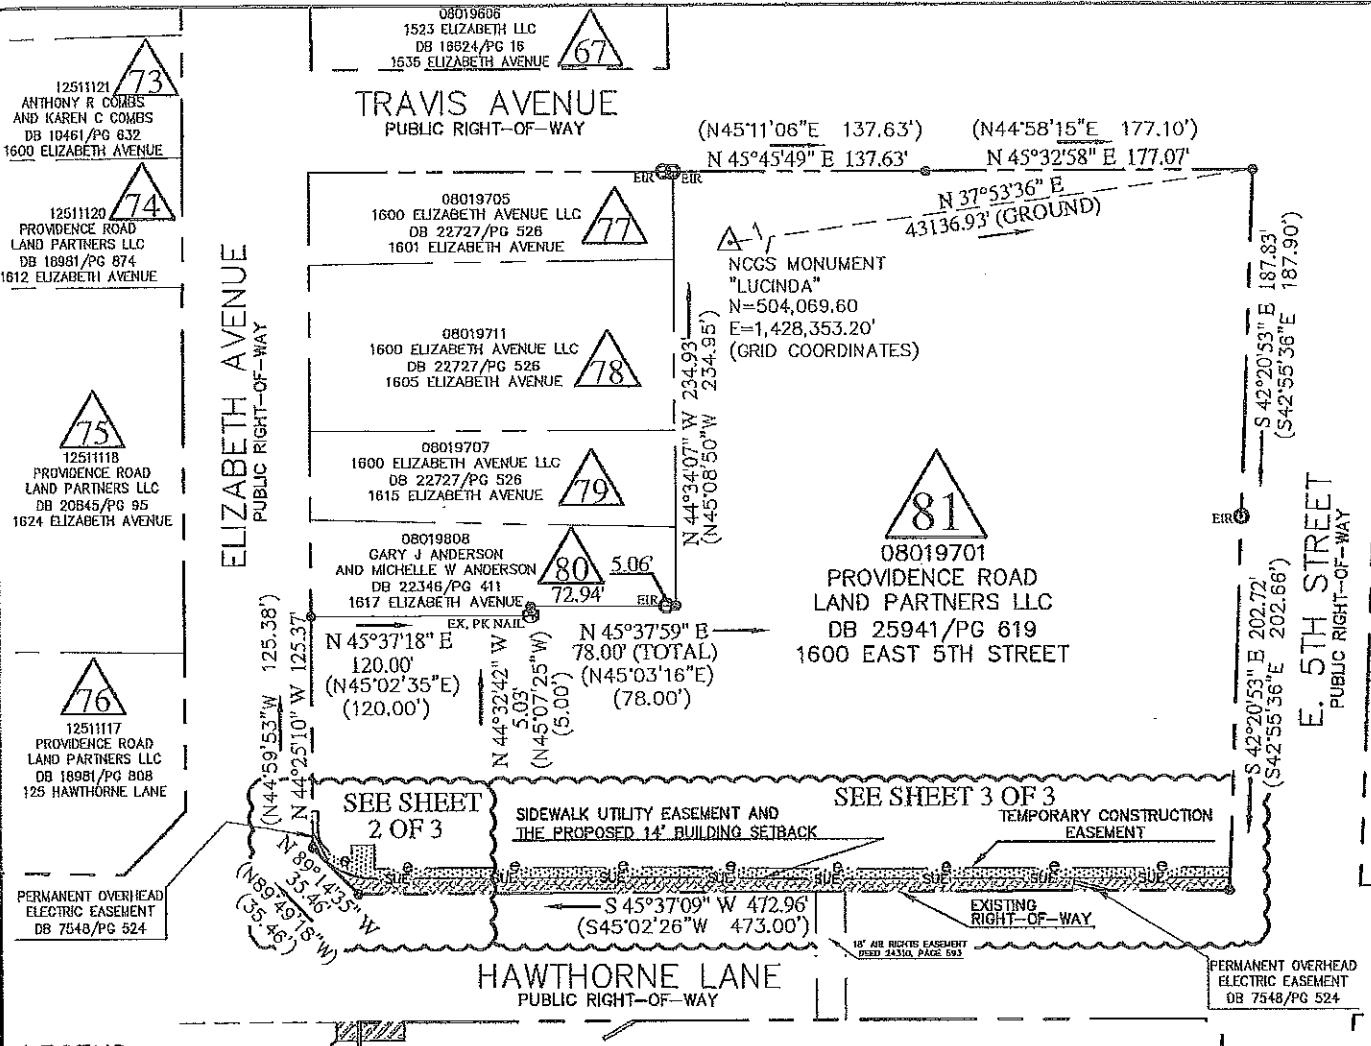 08019606
1523 ELIZABETH LLC
DB 18624/PG 16
1535 ELIZABETH AVENUE
67
TRAVIS AVENUE
PUBLIC RIGHT-OF-WAY
12511121
ANTHONY R COMBS
AND KAREN C COMBS
DB 10461/PG 632
1600 ELIZABETH AVENUE
73
12511120
PROVIDENCE ROAD
LAND PARTNERS LLC
DB 18981/PG 874
1612 ELIZABETH AVENUE
74
75
12511118
PROVIDENCE ROAD
LAND PARTNERS LLC
DB 20845/PG 95
1624 ELIZABETH AVENUE
76
12511117
PROVIDENCE ROAD
LAND PARTNERS LLC
DB 18981/PG 808
125 HAWTHORNE LANE
ELIZABETH AVENUE
PUBLIC RIGHT-OF-WAY
08019705
1600 ELIZABETH AVENUE LLC
DB 22727/PG 526
1601 ELIZABETH AVENUE
77
08019711
1600 ELIZABETH AVENUE LLC
DB 22727/PG 526
1605 ELIZABETH AVENUE
78
08019707
1600 ELIZABETH AVENUE LLC
DB 22727/PG 526
1615 ELIZABETH AVENUE
79
08019808
GARY J ANDERSON
AND MICHELLE W ANDERSON
DB 22346/PG 411
1617 ELIZABETH AVENUE
80
5.06'
72.94'
EIR
EX. PK NAIL
EIR
EIR
(N45°11'06"E 137.63')
N 45°45'49" E 137.63'
(N44°58'15"E 177.10')
N 45°32'58" E 177.07'
N 37°53'36" E
43136.93' (GROUND)
1
NCGS MONUMENT
"LUCINDA"
N=504,069.60
E=1,428,353.20'
(GRID COORDINATES)
N 44°34'07" W 234.93'
(N45°08'50"W 234.95')
81
08019701
PROVIDENCE ROAD
LAND PARTNERS LLC
DB 25941/PG 619
1600 EAST 5TH STREET
S 42°20'53" E 187.83'
(S42°55'36"E 187.90')
EIR
S 42°20'53" E 202.72'
(S42°55'36"E 202.66')
E. 5TH STREET
PUBLIC RIGHT-OF-WAY
(N44°59'53"W 125.38')
N 44°25'10" W 125.37'
N 45°37'18" E
120.00'
(N45°02'35"E)
(120.00')
N 44°32'42" W
5.03'
(N45°07'25"W)
(5.00')
N 45°37'59" E
78.00' (TOTAL)
(N45°03'16"E)
(78.00')
SEE SHEET
2 OF 3
SEE SHEET 3 OF 3
SIDEWALK UTILITY EASEMENT AND
THE PROPOSED 14' BUILDING SETBACK
TEMPORARY CONSTRUCTION
EASEMENT
SUE
SUE
SUE
SUE
SUE
SUE
SUE
SUE
N 89°14'35" W
35.46'
(N89°49'18"W)
(35.46')
PERMANENT OVERHEAD
ELECTRIC EASEMENT
DB 7548/PG 524
S 45°37'09" W 472.96'
(S45°02'26"W 473.00')
EXISTING
RIGHT-OF-WAY
18' AIR RIGHTS EASEMENT
DEED 24310, PAGE 593
HAWTHORNE LANE
PUBLIC RIGHT-OF-WAY
PERMANENT OVERHEAD
ELECTRIC EASEMENT
DB 7548/PG 524